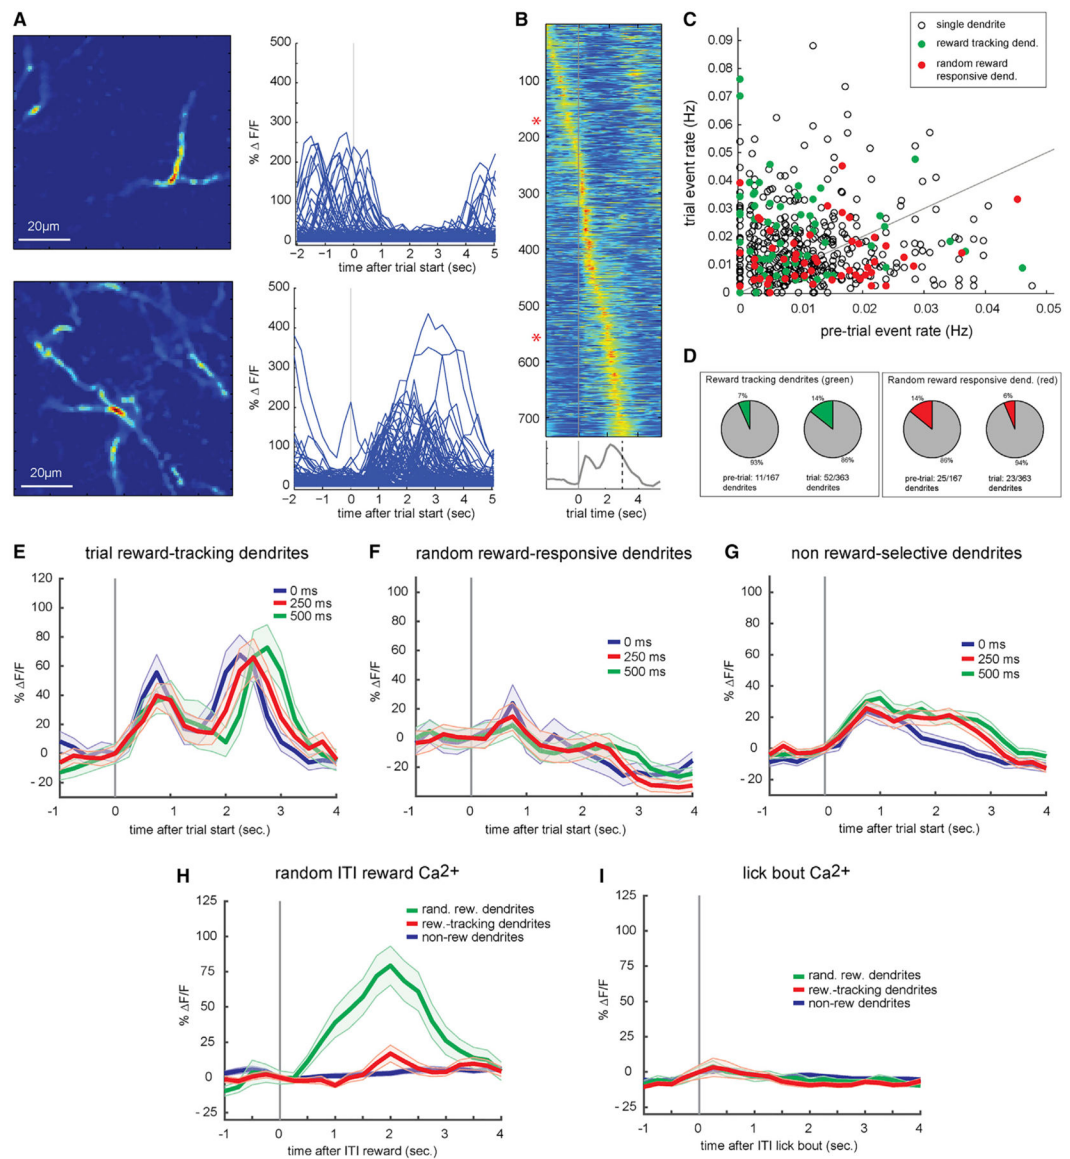 A
20µm
% Δ F/F
500
400
300
200
100
0
−2 −1 0 1 2 3 4 5
time after trial start (sec)
20µm
% Δ F/F
500
400
300
200
100
0
−2 −1 0 1 2 3 4 5
time after trial start (sec)
B
100
*
200
300
400
500
*
600
700
0 2 4
trial time (sec)
C
single dendrite
reward tracking dend.
random reward
responsive dend.
trial event rate (Hz)
0.09
0.08
0.07
0.06
0.05
0.04
0.03
0.02
0.01
0
0 0.01 0.02 0.03 0.04 0.05
pre-trial event rate (Hz)
D
Reward tracking dendrites (green)
7%
93%
pre-trial: 11/167
dendrites
14%
86%
trial: 52/363
dendrites
Random reward responsive dend. (red)
14%
86%
pre-trial: 25/167
dendrites
6%
94%
trial: 23/363
dendrites
E trial reward-tracking dendrites
0 ms
250 ms
500 ms
% ΔF/F
120
100
80
60
40
20
0
- 20
-1 0 1 2 3 4
time after trial start (sec.)
F random reward-responsive dendrites
0 ms
250 ms
500 ms
% ΔF/F
100
80
60
40
20
0
-20
-1 0 1 2 3 4
time after trial start (sec.)
G non reward-selective dendrites
0 ms
250 ms
500 ms
% ΔF/F
100
80
60
40
20
0
-20
-1 0 1 2 3 4
time after trial start (sec.)
H random ITI reward Ca2+
rand. rew. dendrites
rew.-tracking dendrites
non-rew dendrites
% ΔF/F
125
100
75
50
25
0
- 25
-1 0 1 2 3 4
time after ITI reward (sec.)
I lick bout Ca2+
rand. rew. dendrites
rew.-tracking dendrites
non-rew dendrites
% ΔF/F
125
100
75
50
25
0
- 25
-1 0 1 2 3 4
time after ITI lick bout (sec.)